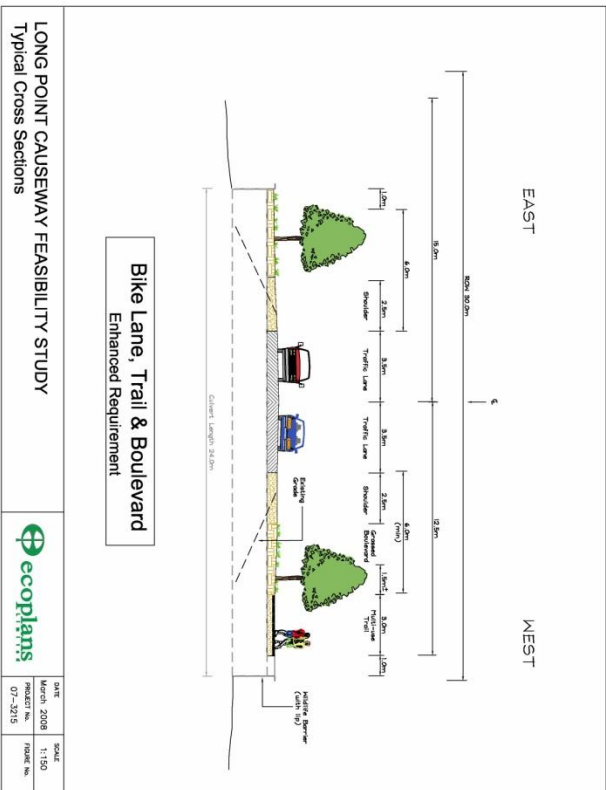 EAST
WEST
ROW 30.0m
℄
15.0m
12.5m
1.0m
6.0m
2.5m
Shoulder
3.5m
Traffic Lane
3.5m
Traffic Lane
2.5m
Shoulder
6.0m
(min)
Grassed
Boulevard
1.5m±
3.0m
Multi-use
Trail
1.0m
Existing
Grade
Wildlife Barrier
(with lip)
Culvert Length 24.0m
Bike Lane, Trail & Boulevard
Enhanced Requirement
LONG POINT CAUSEWAY FEASIBILITY STUDY
Typical Cross Sections
ecoplans
LIMITED
DATE
March 2008
SCALE
1:150
PROJECT No.
07-3215
FIGURE No.